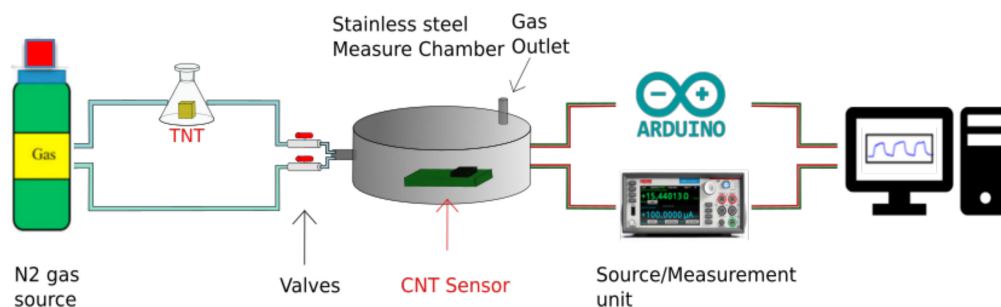 Stainless steel
Measure Chamber
Gas
Outlet
TNT
Gas
ARDUINO
+15.44013 Ω
+100.0000 µA
N2 gas
source
Valves
CNT Sensor
Source/Measurement
unit